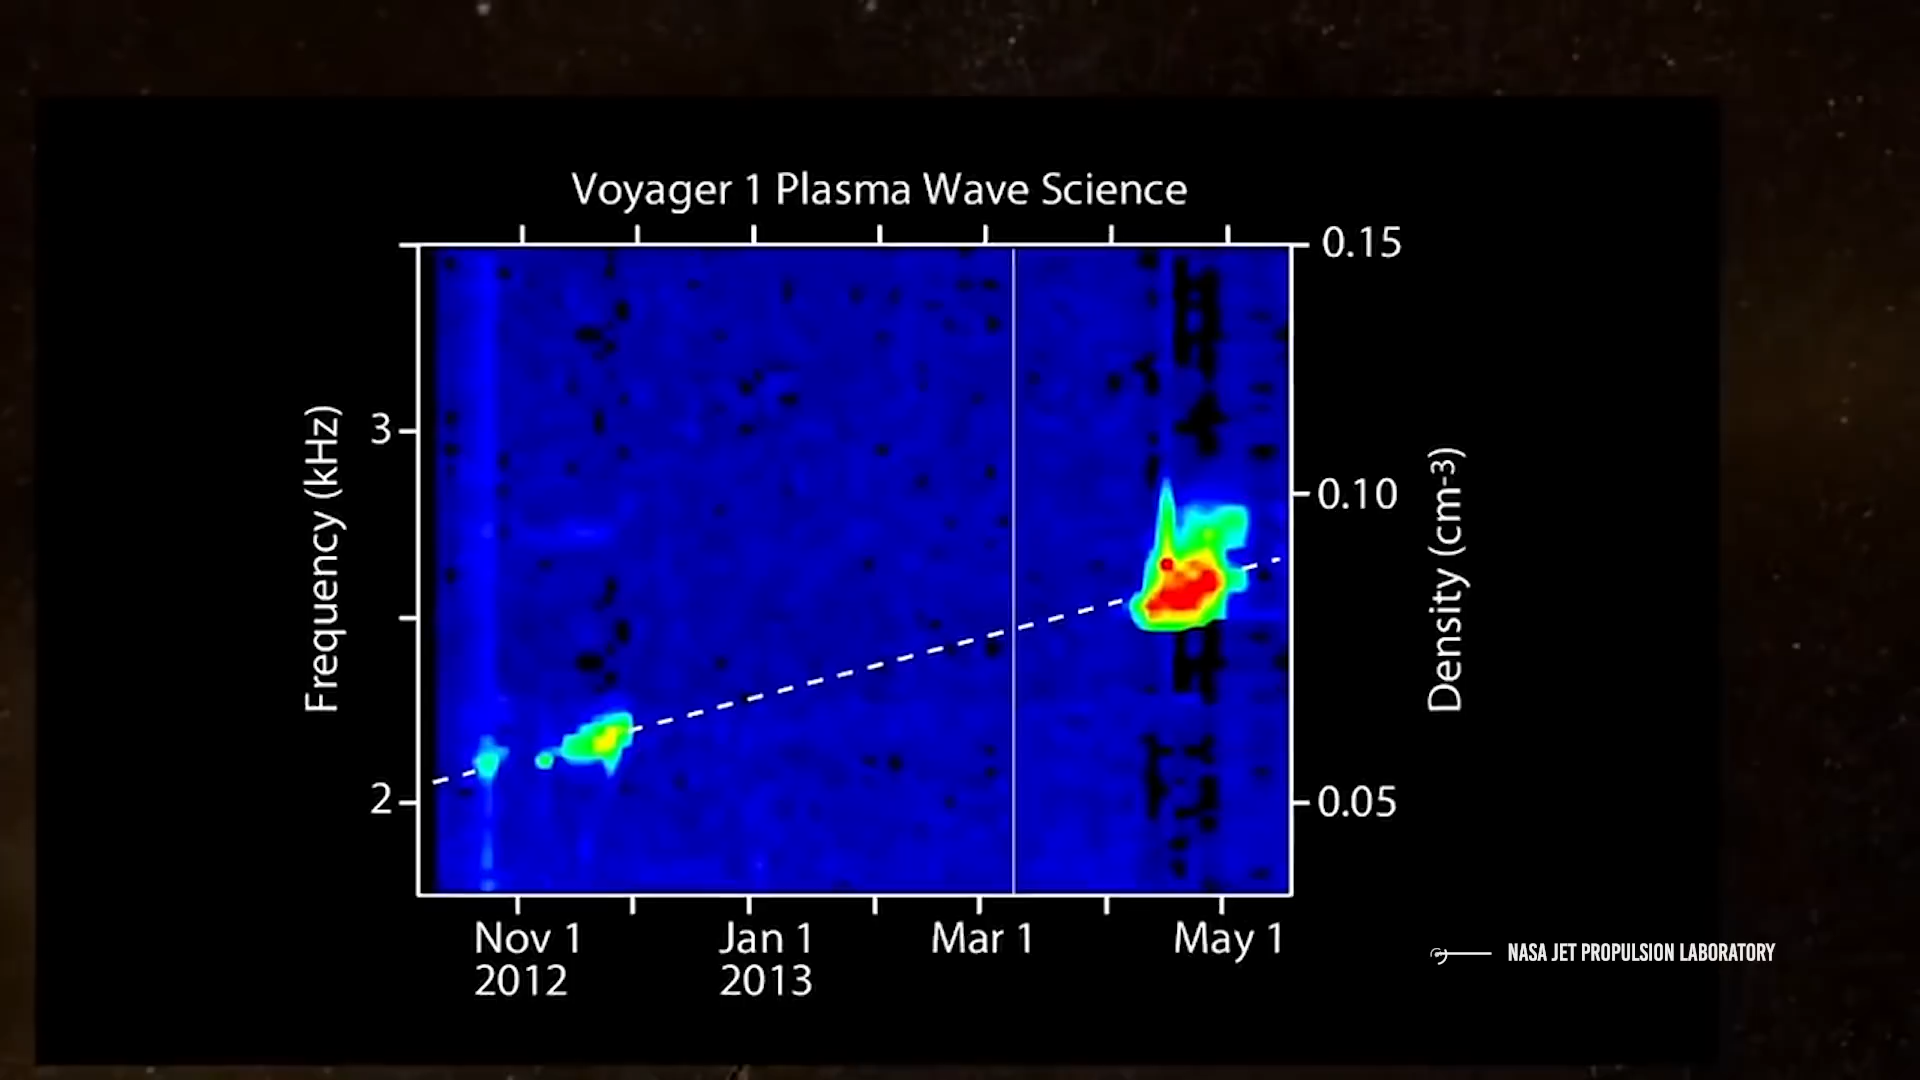 Voyager 1 Plasma Wave Science
0.15
3
0.10
Frequency (kHz)
Density (cm-3)
2
0.05
Nov 1
2012
Jan 1
2013
Mar 1
May 1
NASA JET PROPULSION LABORATORY